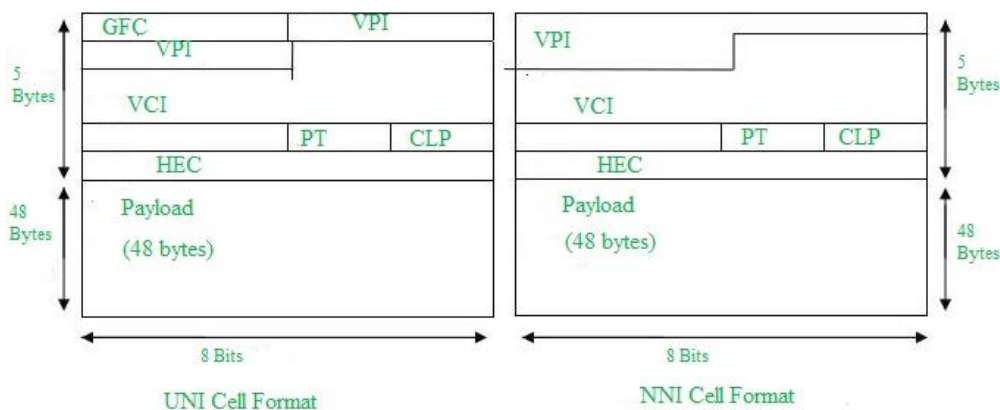 GFC VPI
VPI
VCI
PT CLP
HEC
Payload
(48 bytes)
5
Bytes
48
Bytes
8 Bits
UNI Cell Format
VPI
VCI
PT CLP
HEC
Payload
(48 bytes)
5
Bytes
48
Bytes
8 Bits
NNI Cell Format